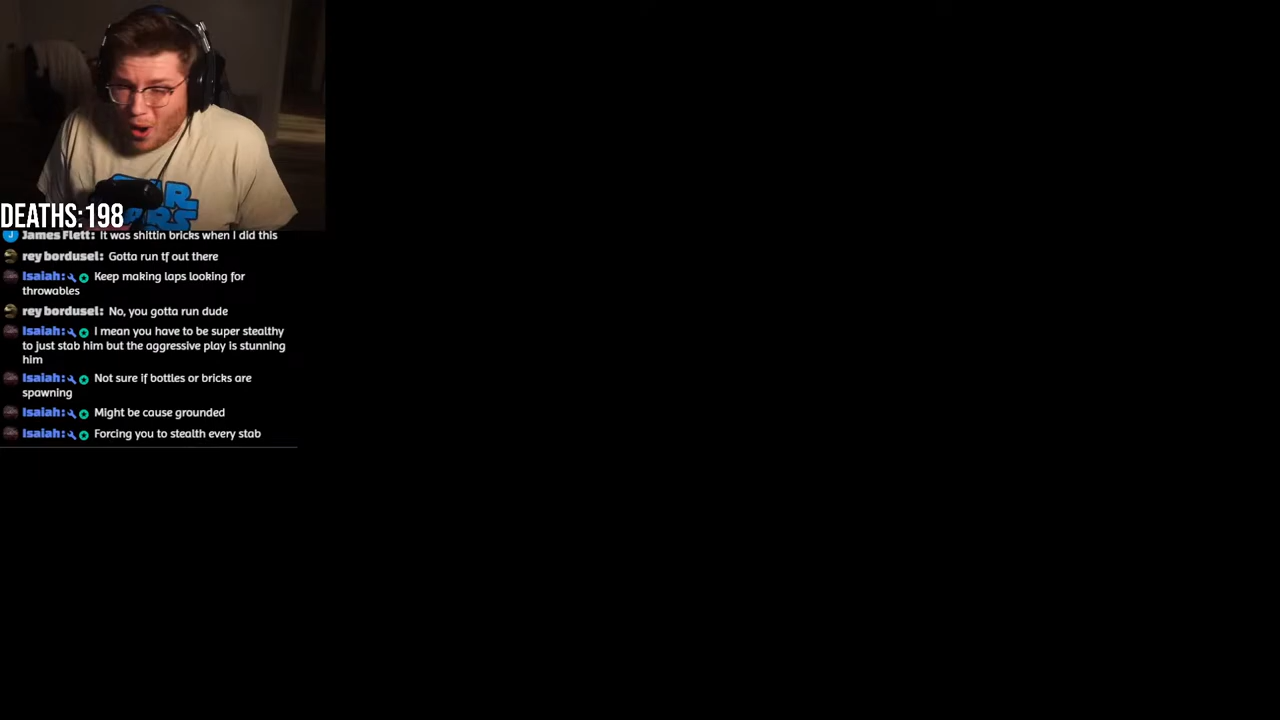 STAR
WARS
DEATHS:198
James Flett: It was shittin bricks when I did this
rey bordusel: Gotta run tf out there
Isaiah: Keep making laps looking for
throwables
rey bordusel: No, you gotta run dude
Isaiah: I mean you have to be super stealthy
to just stab him but the aggressive play is stunning
him
Isaiah: Not sure if bottles or bricks are
spawning
Isaiah: Might be cause grounded
Isaiah: Forcing you to stealth every stab